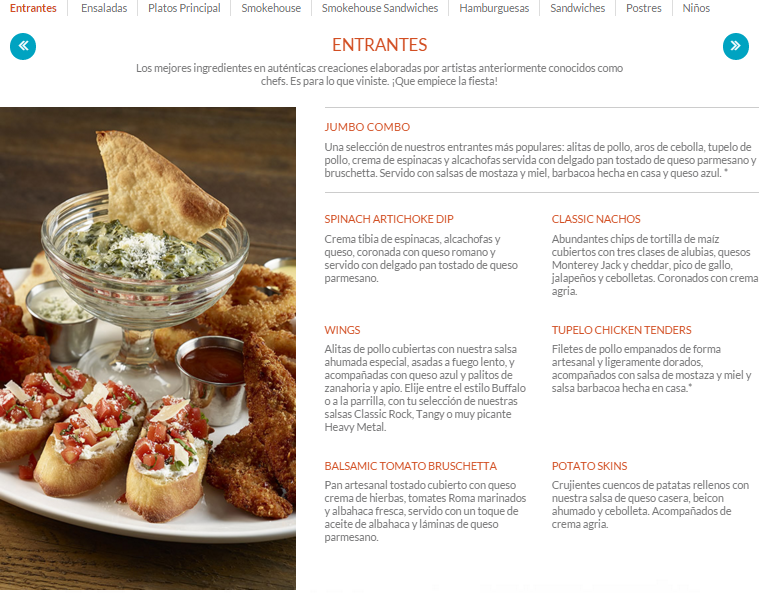 Entrantes Ensaladas Platos Principal Smokehouse Smokehouse Sandwiches Hamburguesas Sandwiches Postres Niños
ENTRANTES
Los mejores ingredientes en auténticas creaciones elaboradas por artistas anteriormente conocidos como
chefs. Es para lo que viniste. ¡Que empiece la fiesta!
JUMBO COMBO
Una selección de nuestros entrantes más populares: alitas de pollo, aros de cebolla, tupelo de
pollo, crema de espinacas y alcachofas servida con delgado pan tostado de queso parmesano y
bruschetta. Servido con salsas de mostaza y miel, barbacoa hecha en casa y queso azul. *
SPINACH ARTICHOKE DIP
Crema tibia de espinacas, alcachofas y
queso, coronada con queso romano y
servido con delgado pan tostado de queso
parmesano.
CLASSIC NACHOS
Abundantes chips de tortilla de maíz
cubiertos con tres clases de alubias, quesos
Monterey Jack y cheddar, pico de gallo,
jalapeños y cebolletas. Coronados con crema
agria.
WINGS
Alitas de pollo cubiertas con nuestra salsa
ahumada especial, asadas a fuego lento, y
acompañadas con queso azul y palitos de
zanahoria y apio. Elije entre el estilo Buffalo
o a la parrilla, con tu selección de nuestras
salsas Classic Rock, Tangy o muy picante
Heavy Metal.
TUPELO CHICKEN TENDERS
Filetes de pollo empanados de forma
artesanal y ligeramente dorados,
acompañados con salsa de mostaza y miel y
salsa barbacoa hecha en casa.*
BALSAMIC TOMATO BRUSCHETTA
Pan artesanal tostado cubierto con queso
crema de hierbas, tomates Roma marinados
y albahaca fresca, servido con un toque de
aceite de albahaca y láminas de queso
parmesano.
POTATO SKINS
Crujientes cuencos de patatas rellenos con
nuestra salsa de queso casera, beicon
ahumado y cebolleta. Acompañados de
crema agria.